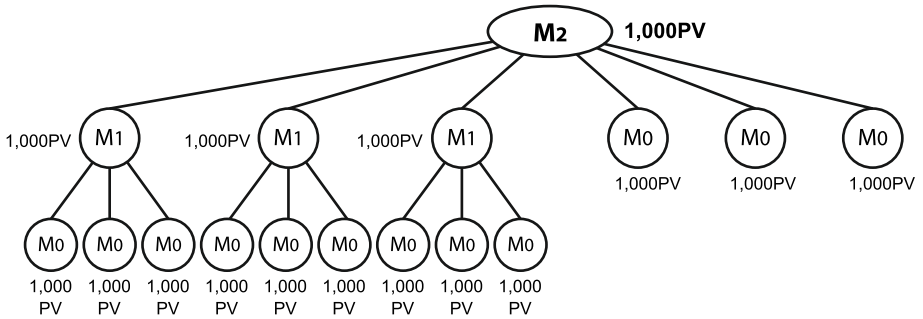 M2 1,000PV
1,000PV M1 1,000PV M1 1,000PV M1 M0 M0 M0
1,000PV 1,000PV 1,000PV
M0 M0 M0 M0 M0 M0 M0 M0 M0
1,000 1,000 1,000 1,000 1,000 1,000 1,000 1,000 1,000
PV PV PV PV PV PV PV PV PV